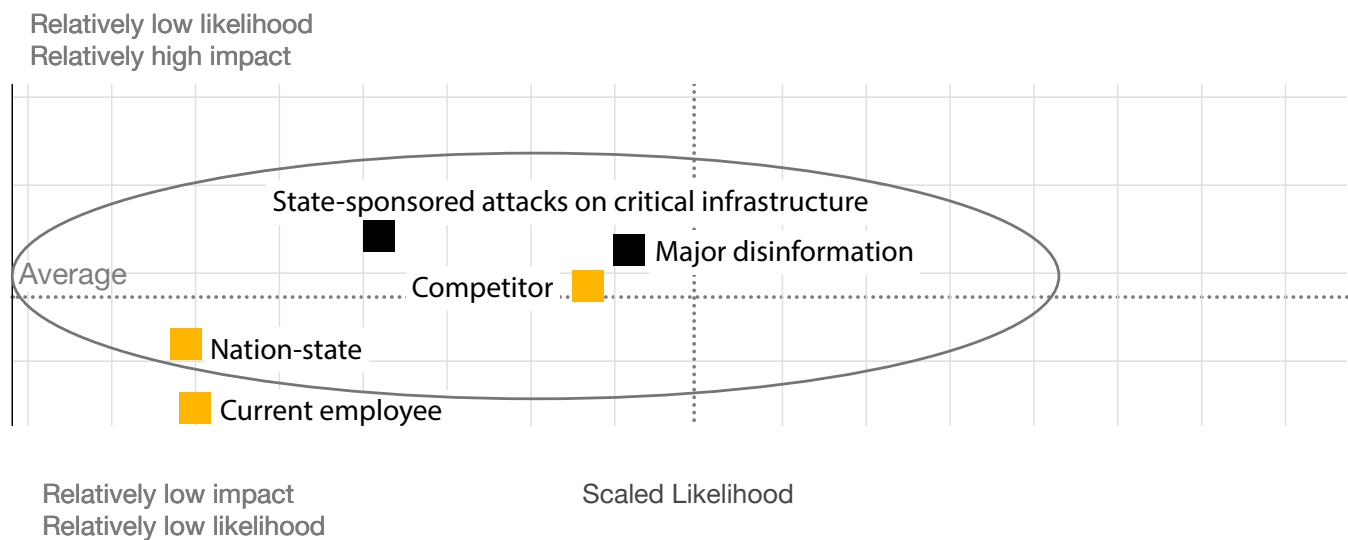 Relatively low likelihood
Relatively high impact
State-sponsored attacks on critical infrastructure
Major disinformation
Average
Competitor
Nation-state
Current employee
Relatively low impact
Scaled Likelihood
Relatively low likelihood